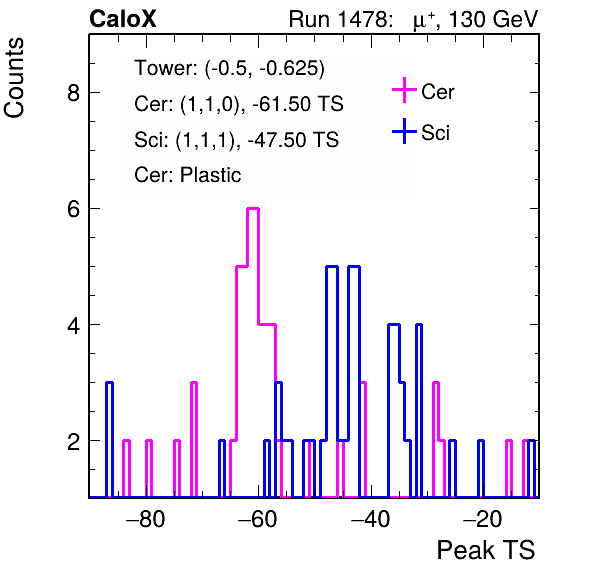 CaloX Run 1478: μ⁺, 130 GeV
Counts
Tower: (-0.5, -0.625)
Cer: (1,1,0), -61.50 TS
Sci: (1,1,1), -47.50 TS
Cer: Plastic
Cer
Sci
8
6
4
2
−80 −60 −40 −20
Peak TS